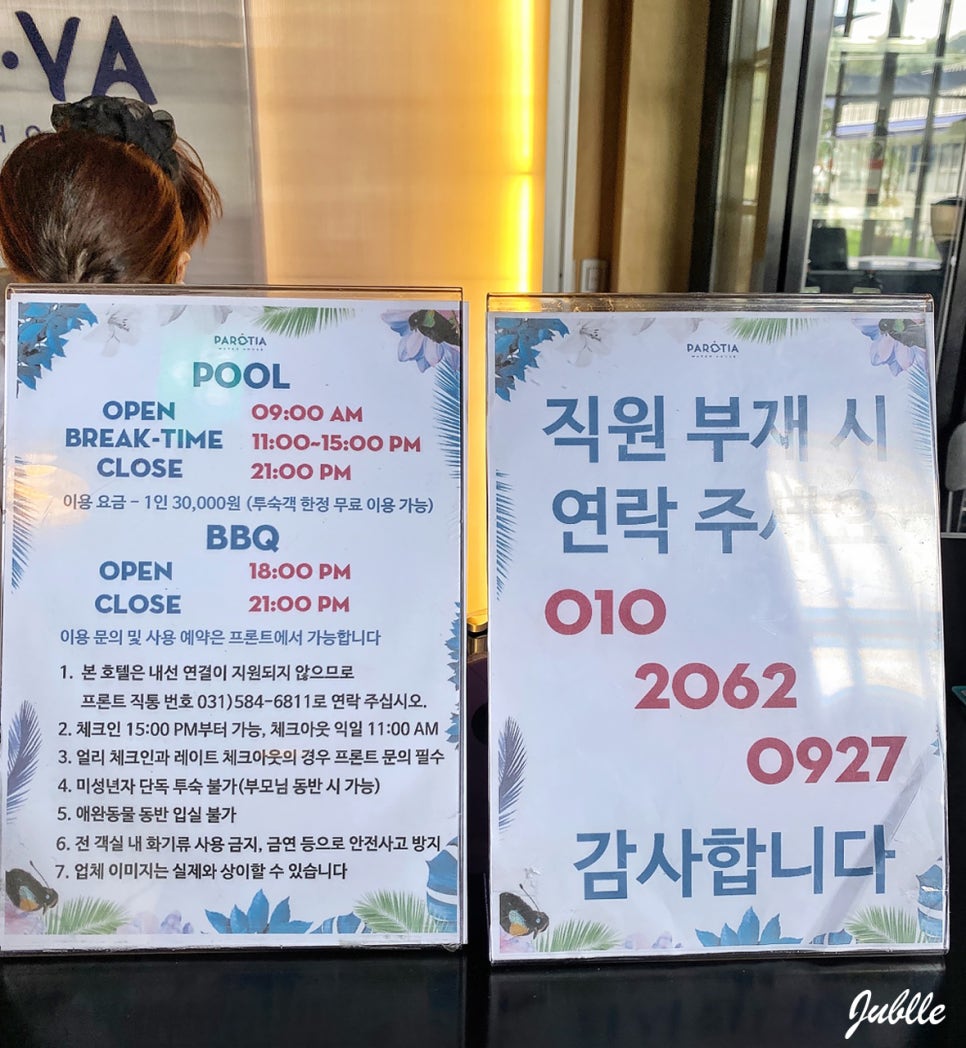 ·YA
HO
PAROTIA
WATER HOUSE
POOL
OPEN 09:00 AM
BREAK-TIME 11:00~15:00 PM
CLOSE 21:00 PM
이용 요금 - 1인 30,000원 (투숙객 한정 무료 이용 가능)
BBQ
OPEN 18:00 PM
CLOSE 21:00 PM
이용 문의 및 사용 예약은 프론트에서 가능합니다
1. 본 호텔은 내선 연결이 지원되지 않으므로
프론트 직통 번호 031)584-6811로 연락 주십시오.
2. 체크인 15:00 PM부터 가능, 체크아웃 익일 11:00 AM
3. 얼리 체크인과 레이트 체크아웃의 경우 프론트 문의 필수
4. 미성년자 단독 투숙 불가(부모님 동반 시 가능)
5. 애완동물 동반 입실 불가
6. 전 객실 내 화기류 사용 금지, 금연 등으로 안전사고 방지
7. 업체 이미지는 실제와 상이할 수 있습니다
PAROTIA
WATER HOUSE
직원 부재 시
연락 주세요
010
2062
0927
감사합니다
Jublle